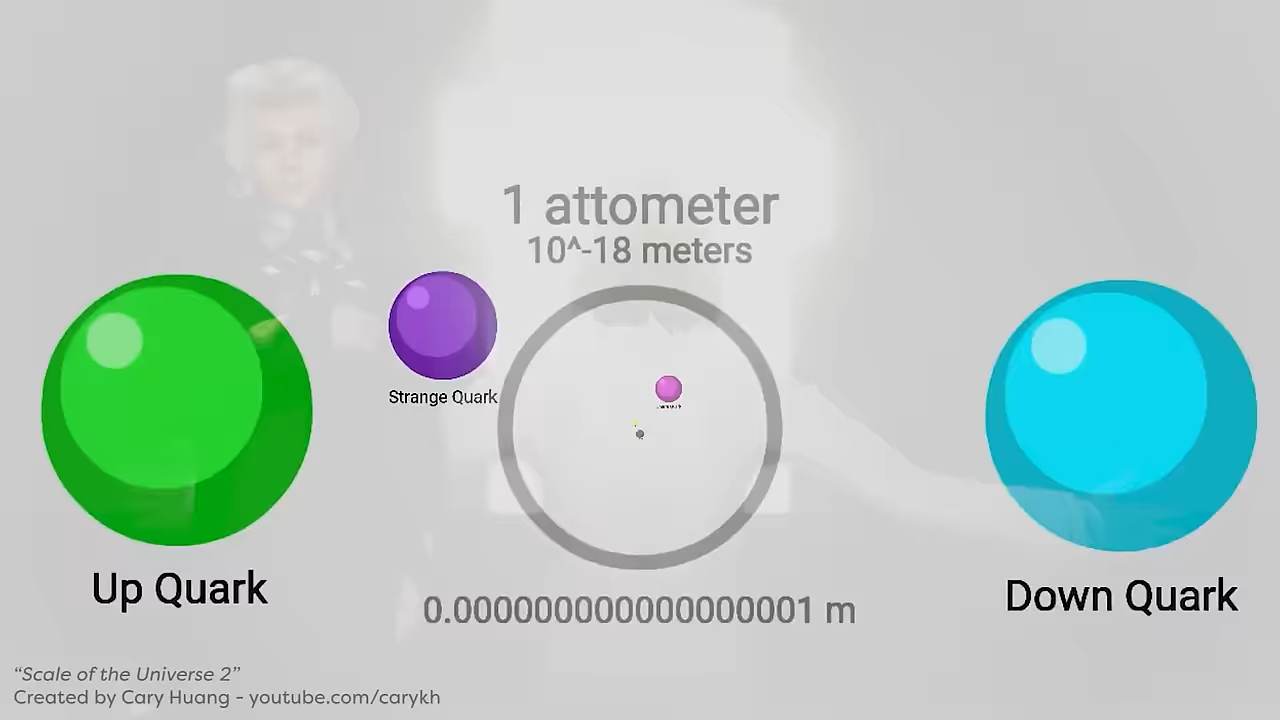 1 attometer
10^-18 meters
Strange Quark
Up Quark
Down Quark
0.000000000000000001 m
“Scale of the Universe 2”
Created by Cary Huang - youtube.com/carykh